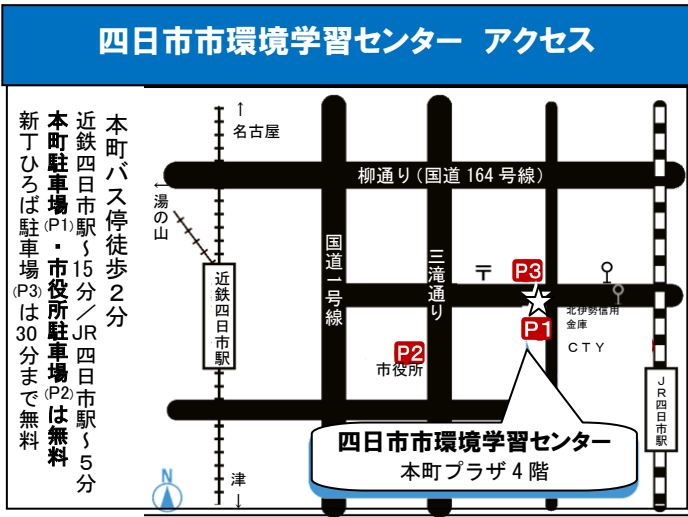 四日市市環境学習センター アクセス
本町バス停徒歩２分
近鉄四日市駅～15分／JR四日市駅～５分
本町駐車場(P1)・市役所駐車場(P2)は無料
新丁ひろば駐車場(P3)は30分まで無料
↑
名古屋
←湯の山
柳通り（国道164号線）
国道一号線
三滝通り
〒
P3
近鉄四日市駅
北伊勢信用
金庫
P1
CTY
P2
市役所
JR四日市駅
四日市市環境学習センター
本町プラザ４階
N
津
↓